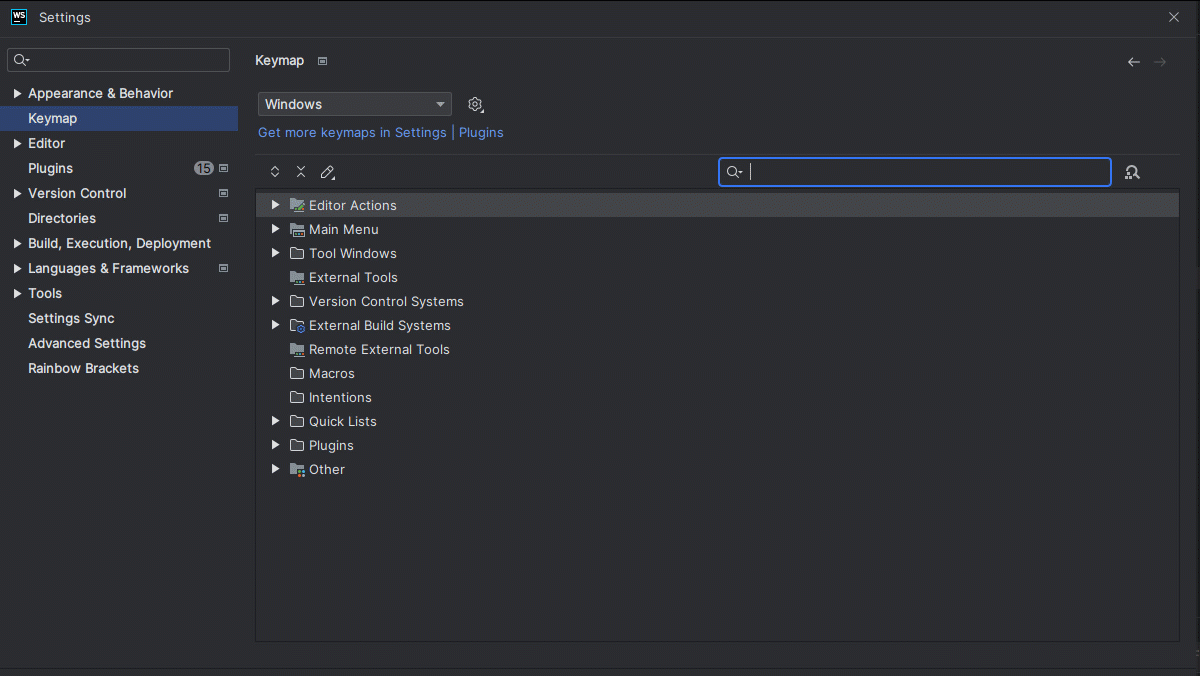 WS Settings
Appearance & Behavior
Keymap
Editor
Plugins 15
Version Control
Directories
Build, Execution, Deployment
Languages & Frameworks
Tools
Settings Sync
Advanced Settings
Rainbow Brackets
Keymap
Windows
Get more keymaps in Settings | Plugins
Editor Actions
Main Menu
Tool Windows
External Tools
Version Control Systems
External Build Systems
Remote External Tools
Macros
Intentions
Quick Lists
Plugins
Other